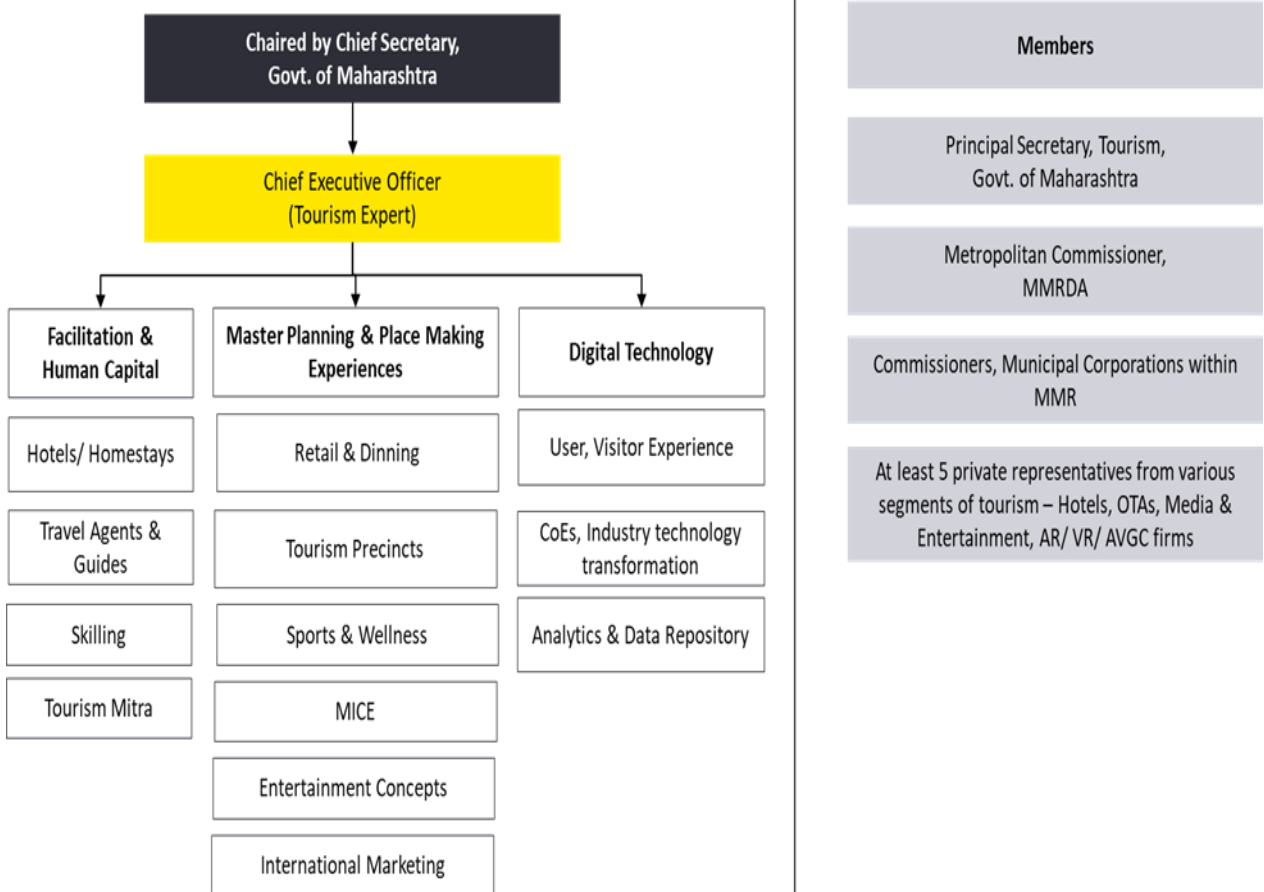 Chaired by Chief Secretary,
Govt. of Maharashtra
Chief Executive Officer
(Tourism Expert)
Facilitation &
Human Capital
Hotels/ Homestays
Travel Agents &
Guides
Skilling
Tourism Mitra
Master Planning & Place Making
Experiences
Retail & Dinning
Tourism Precincts
Sports & Wellness
MICE
Entertainment Concepts
International Marketing
Digital Technology
User, Visitor Experience
CoEs, Industry technology
transformation
Analytics & Data Repository
Members
Principal Secretary, Tourism,
Govt. of Maharashtra
Metropolitan Commissioner,
MMRDA
Commissioners, Municipal Corporations within
MMR
At least 5 private representatives from various
segments of tourism – Hotels, OTAs, Media &
Entertainment, AR/ VR/ AVGC firms